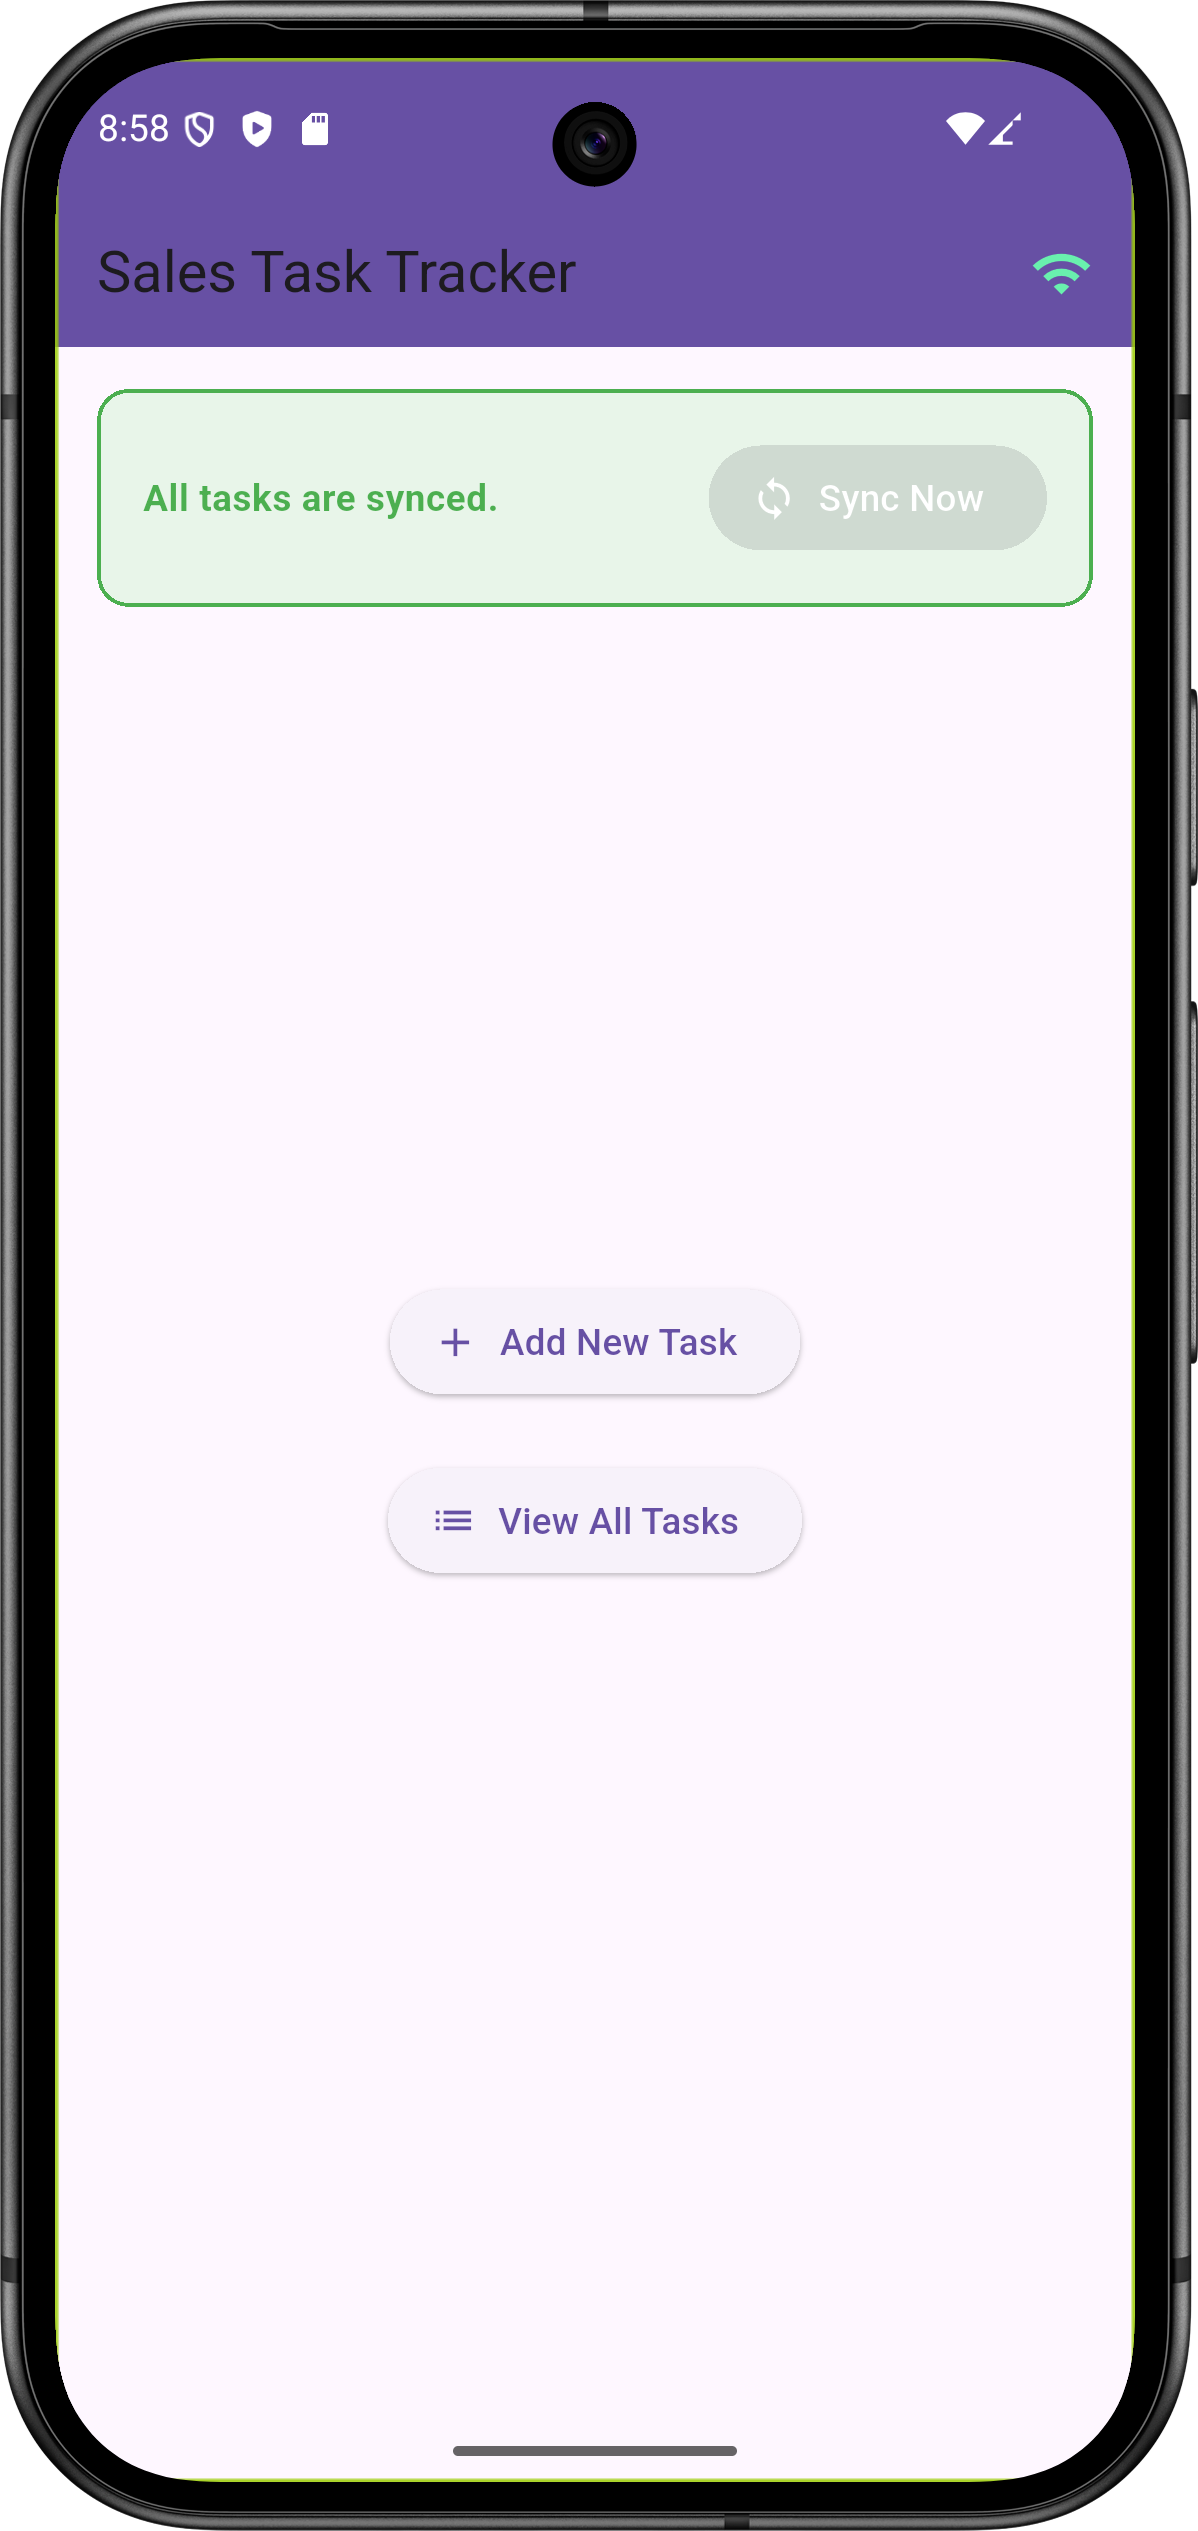 8:58
Sales Task Tracker
All tasks are synced.
Sync Now
Add New Task
View All Tasks